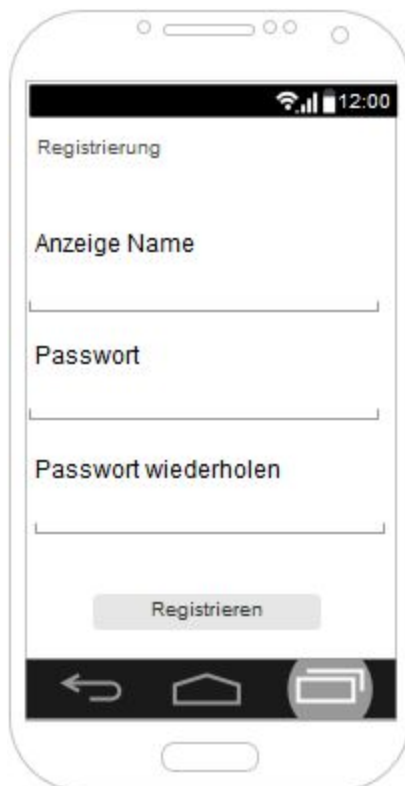 12:00
Registrierung
Anzeige Name
Passwort
Passwort wiederholen
Registrieren